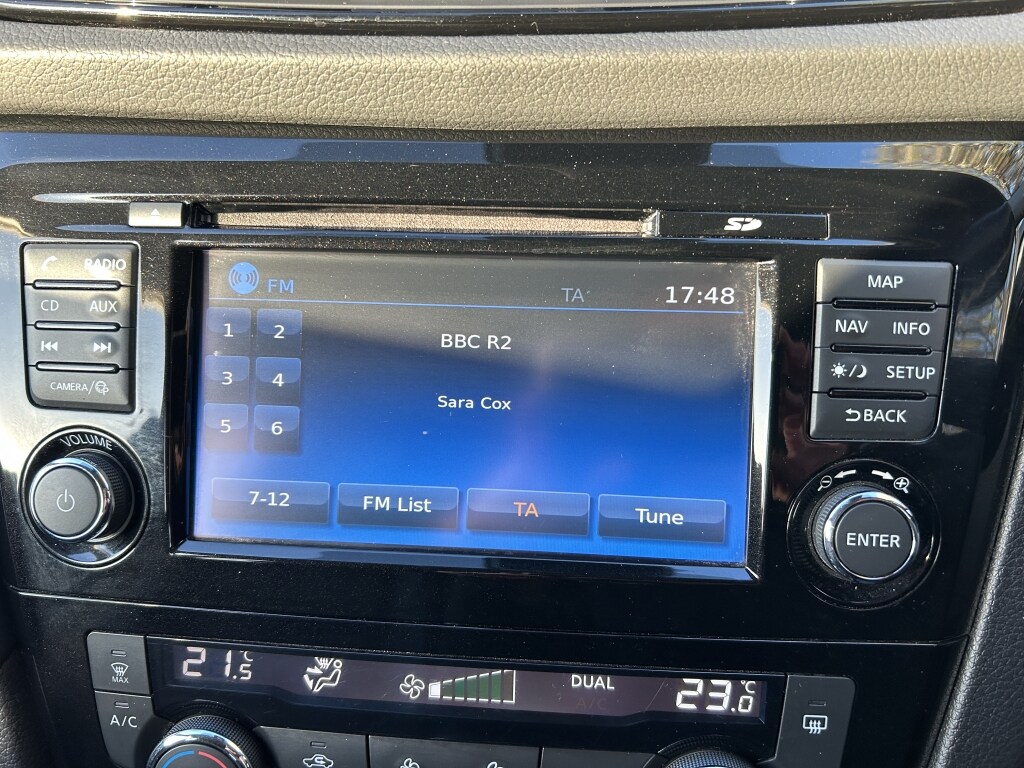 SD
RADIO
CD AUX
CAMERA/
VOLUME
FM TA 17:48
1 2
3 4
5 6
BBC R2
Sara Cox
7-12 FM List TA Tune
MAP
NAV INFO
SETUP
BACK
ENTER
MAX
A/C
21.5°C
DUAL
A/C
23.0°C